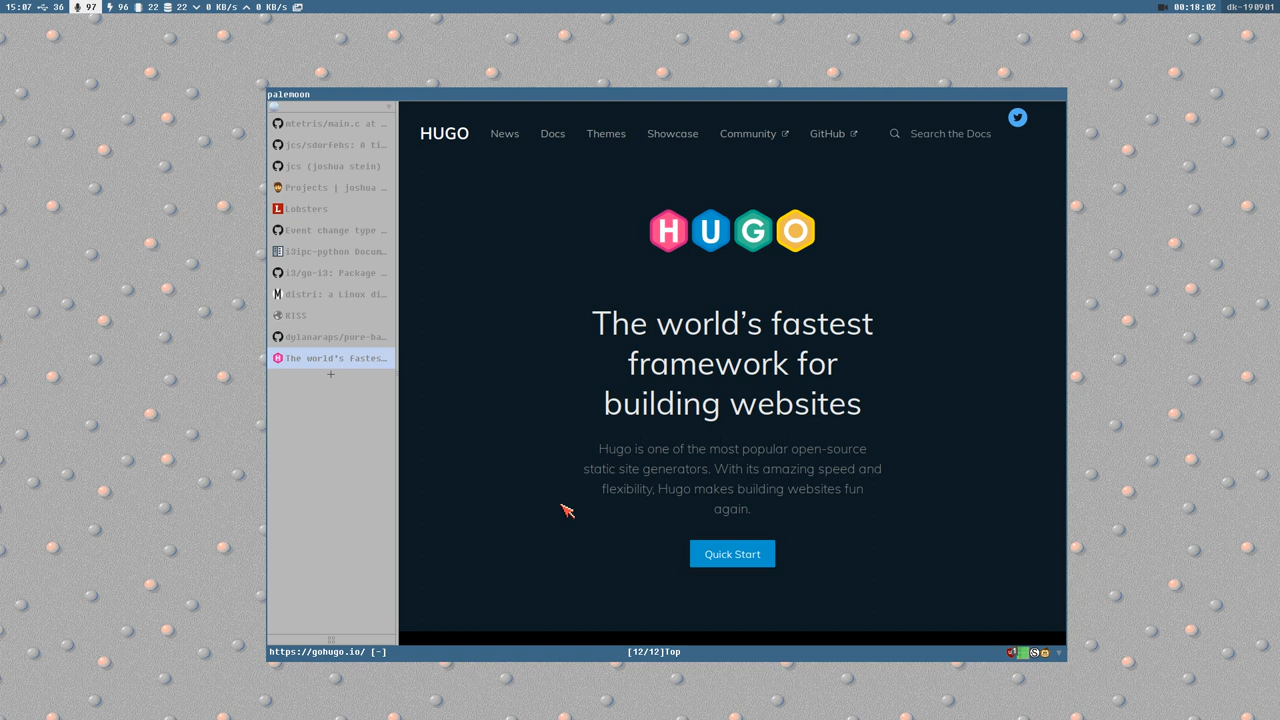 15:07 36 97 96 22 22 0 KB/s 0 KB/s 00:18:02 dk-190901
palemoon
mtetris/main.c at …
jcs/sdorfehs: A ti…
jcs (joshua stein)
Projects | joshua …
Lobsters
Event change type …
i3ipc-python Docum…
i3/go-i3: Package …
distri: a Linux di…
KISS
dylanaraps/pure-ba…
The world's fastes…
+
HUGO News Docs Themes Showcase Community GitHub Search the Docs
HUGO
The world’s fastest
framework for
building websites
Hugo is one of the most popular open-source
static site generators. With its amazing speed and
flexibility, Hugo makes building websites fun
again.
Quick Start
https://gohugo.io/ [-] [12/12]Top